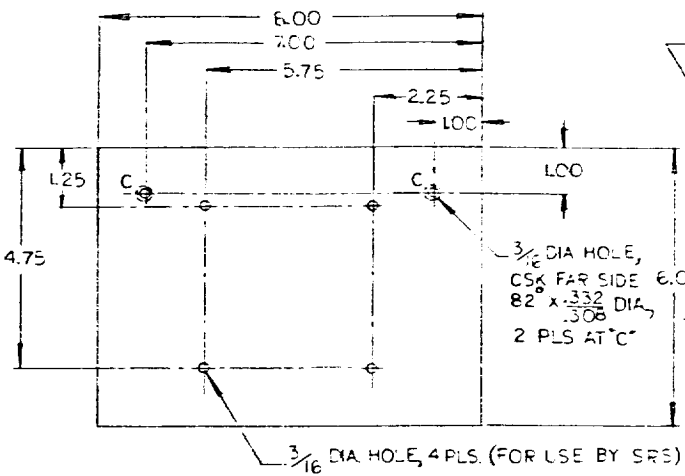 8.00
7.00
5.75
2.25
1.00
1.25
C
C
1.00
4.75
3/16 DIA HOLE,
CSK FAR SIDE
82° x .332/.308 DIA,
2 PLS AT "C"
6.0
3/16 DIA HOLE, 4 PLS. (FOR USE BY SRS)